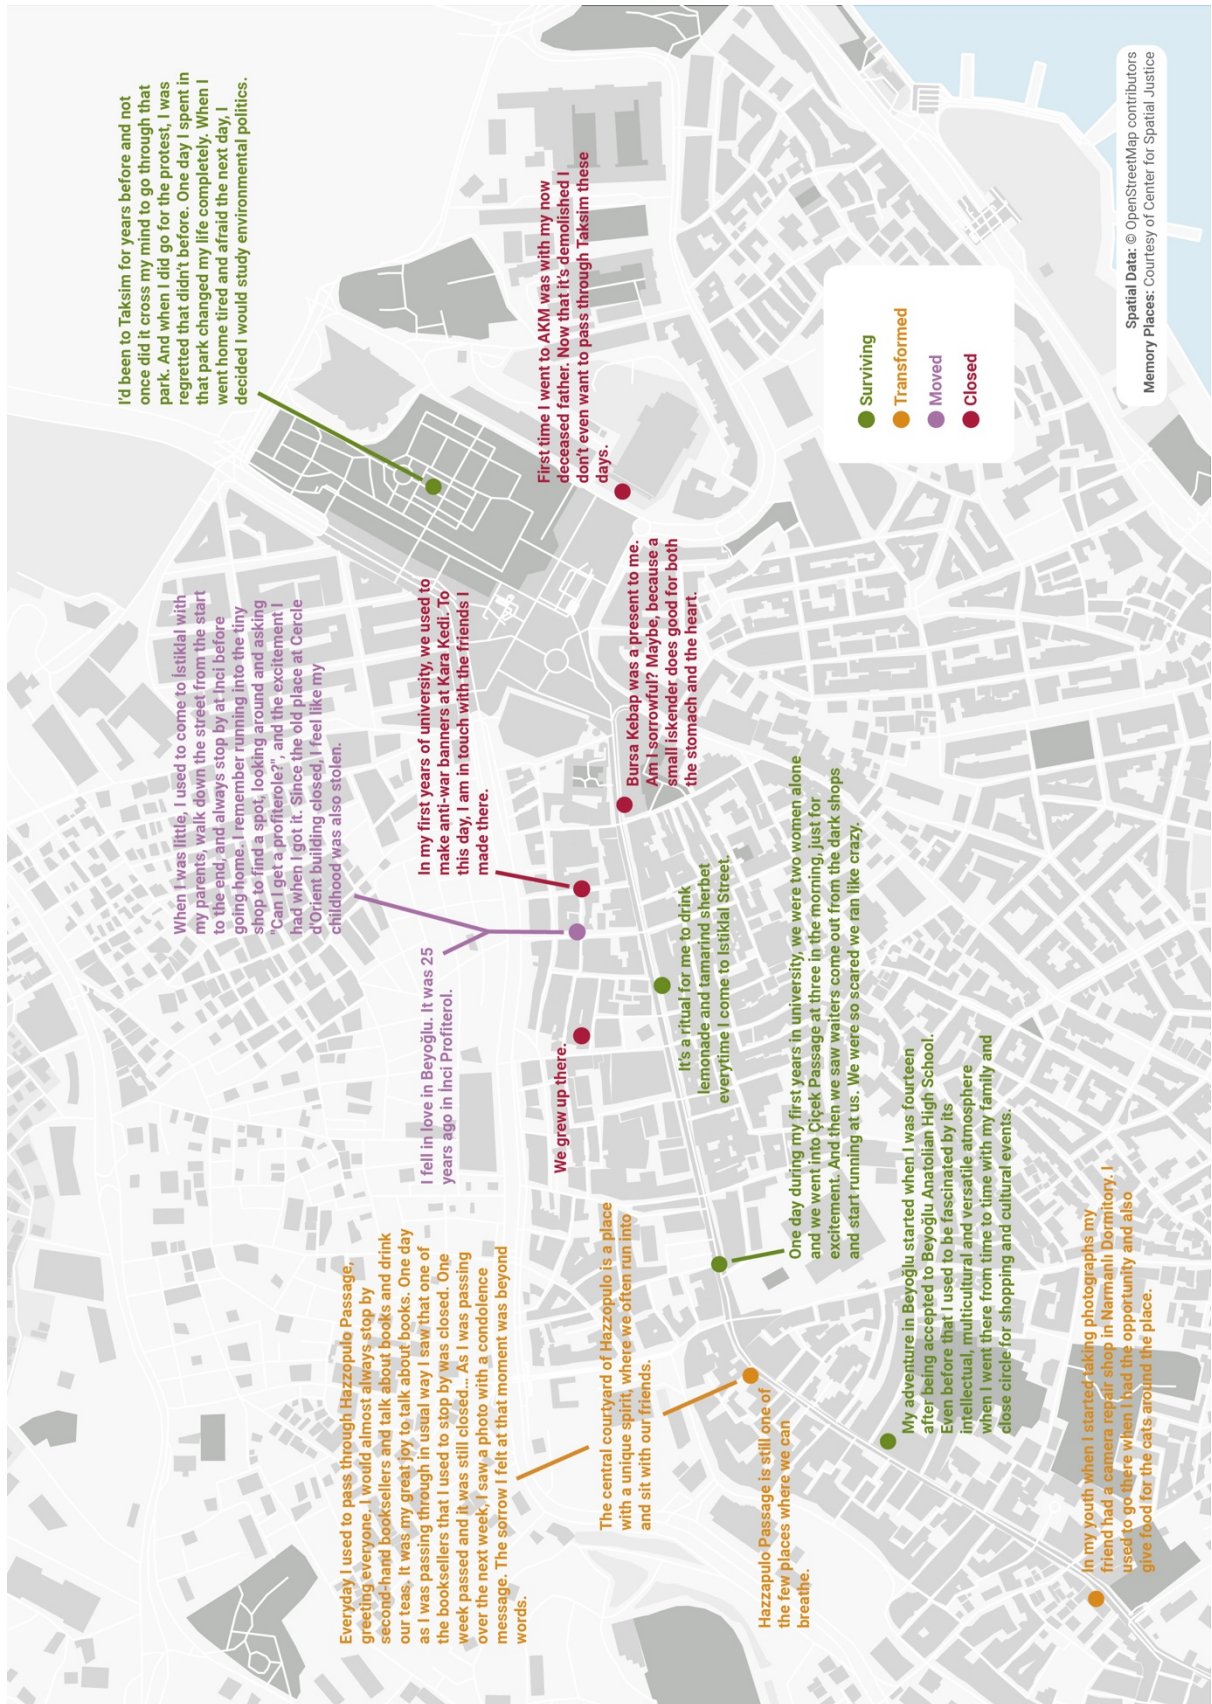 Everyday I used to pass through Hazzopulo Passage,
greeting everyone. I would almost always stop by
second-hand booksellers and talk about books and drink
our teas. It was my great joy to talk about books. One day
as I was passing through in usual way I saw that one of
the booksellers that I used to stop by was closed. One
week passed and it was still closed... As I was passing
over the next week, I saw a photo with a condolence
message. The sorrow I felt at that moment was beyond
words.
The central courtyard of Hazzopulo is a place
with a unique spirit, where we often run into
and sit with our friends.
Hazzapulo Passage is still one of
the few places where we can
breathe.
In my youth when I started taking photographs my
friend had a camera repair shop in Narmanlı Dormitory. I
used to go there when I had the opportunity and also
give food for the cats around the place.
I fell in love in Beyoğlu. It was 25
years ago in İnci Profiterol.
We grew up there.
When I was little, I used to come to İstiklal with
my parents, walk down the street from the start
to the end, and always stop by at Inci before
going home. I remember running into the tiny
shop to find a spot, looking around and asking
"Can I get a profiterole?", and the excitement I
had when I got it. Since the old place at Cercle
d'Orient building closed, I feel like my
childhood was also stolen.
In my first years of university, we used to
make anti-war banners at Kara Kedi. To
this day, I am in touch with the friends I
made there.
It's a ritual for me to drink
lemonade and tamarind sherbet
everytime I come to Istiklal Street.
One day during my first years in university, we were two women alone
and we went into Çiçek Passage at three in the morning, just for
excitement. And then we saw waiters come out from the dark shops
and start running at us. We were so scared we ran like crazy.
My adventure in Beyoğlu started when I was fourteen
after being accepted to Beyoğlu Anatolian High School.
Even before that I used to be fascinated by its
intellectual, multicultural and versatile atmosphere
when I went there from time to time with my family and
close circle for shopping and cultural events.
Bursa Kebap was a present to me.
Am I sorrowful? Maybe, because a
small iskender does good for both
the stomach and the heart.
I'd been to Taksim for years before and not
once did it cross my mind to go through that
park. And when I did go for the protest, I was
regretted that didn't before. One day I spent in
that park changed my life completely. When I
went home tired and afraid the next day, I
decided I would study environmental politics.
First time I went to AKM was with my now
deceased father. Now that it's demolished I
don't even want to pass through Taksim these
days.
Surviving
Transformed
Moved
Closed
Spatial Data: © OpenStreetMap contributors
Memory Places: Courtesy of Center for Spatial Justice